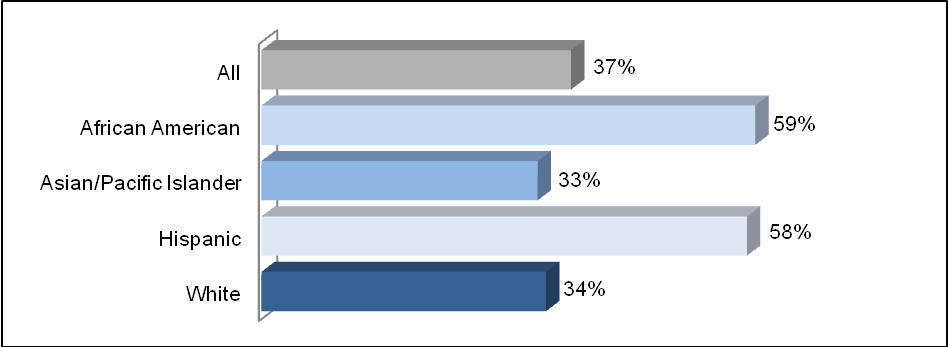 All 37%
African American 59%
Asian/Pacific Islander 33%
Hispanic 58%
White 34%